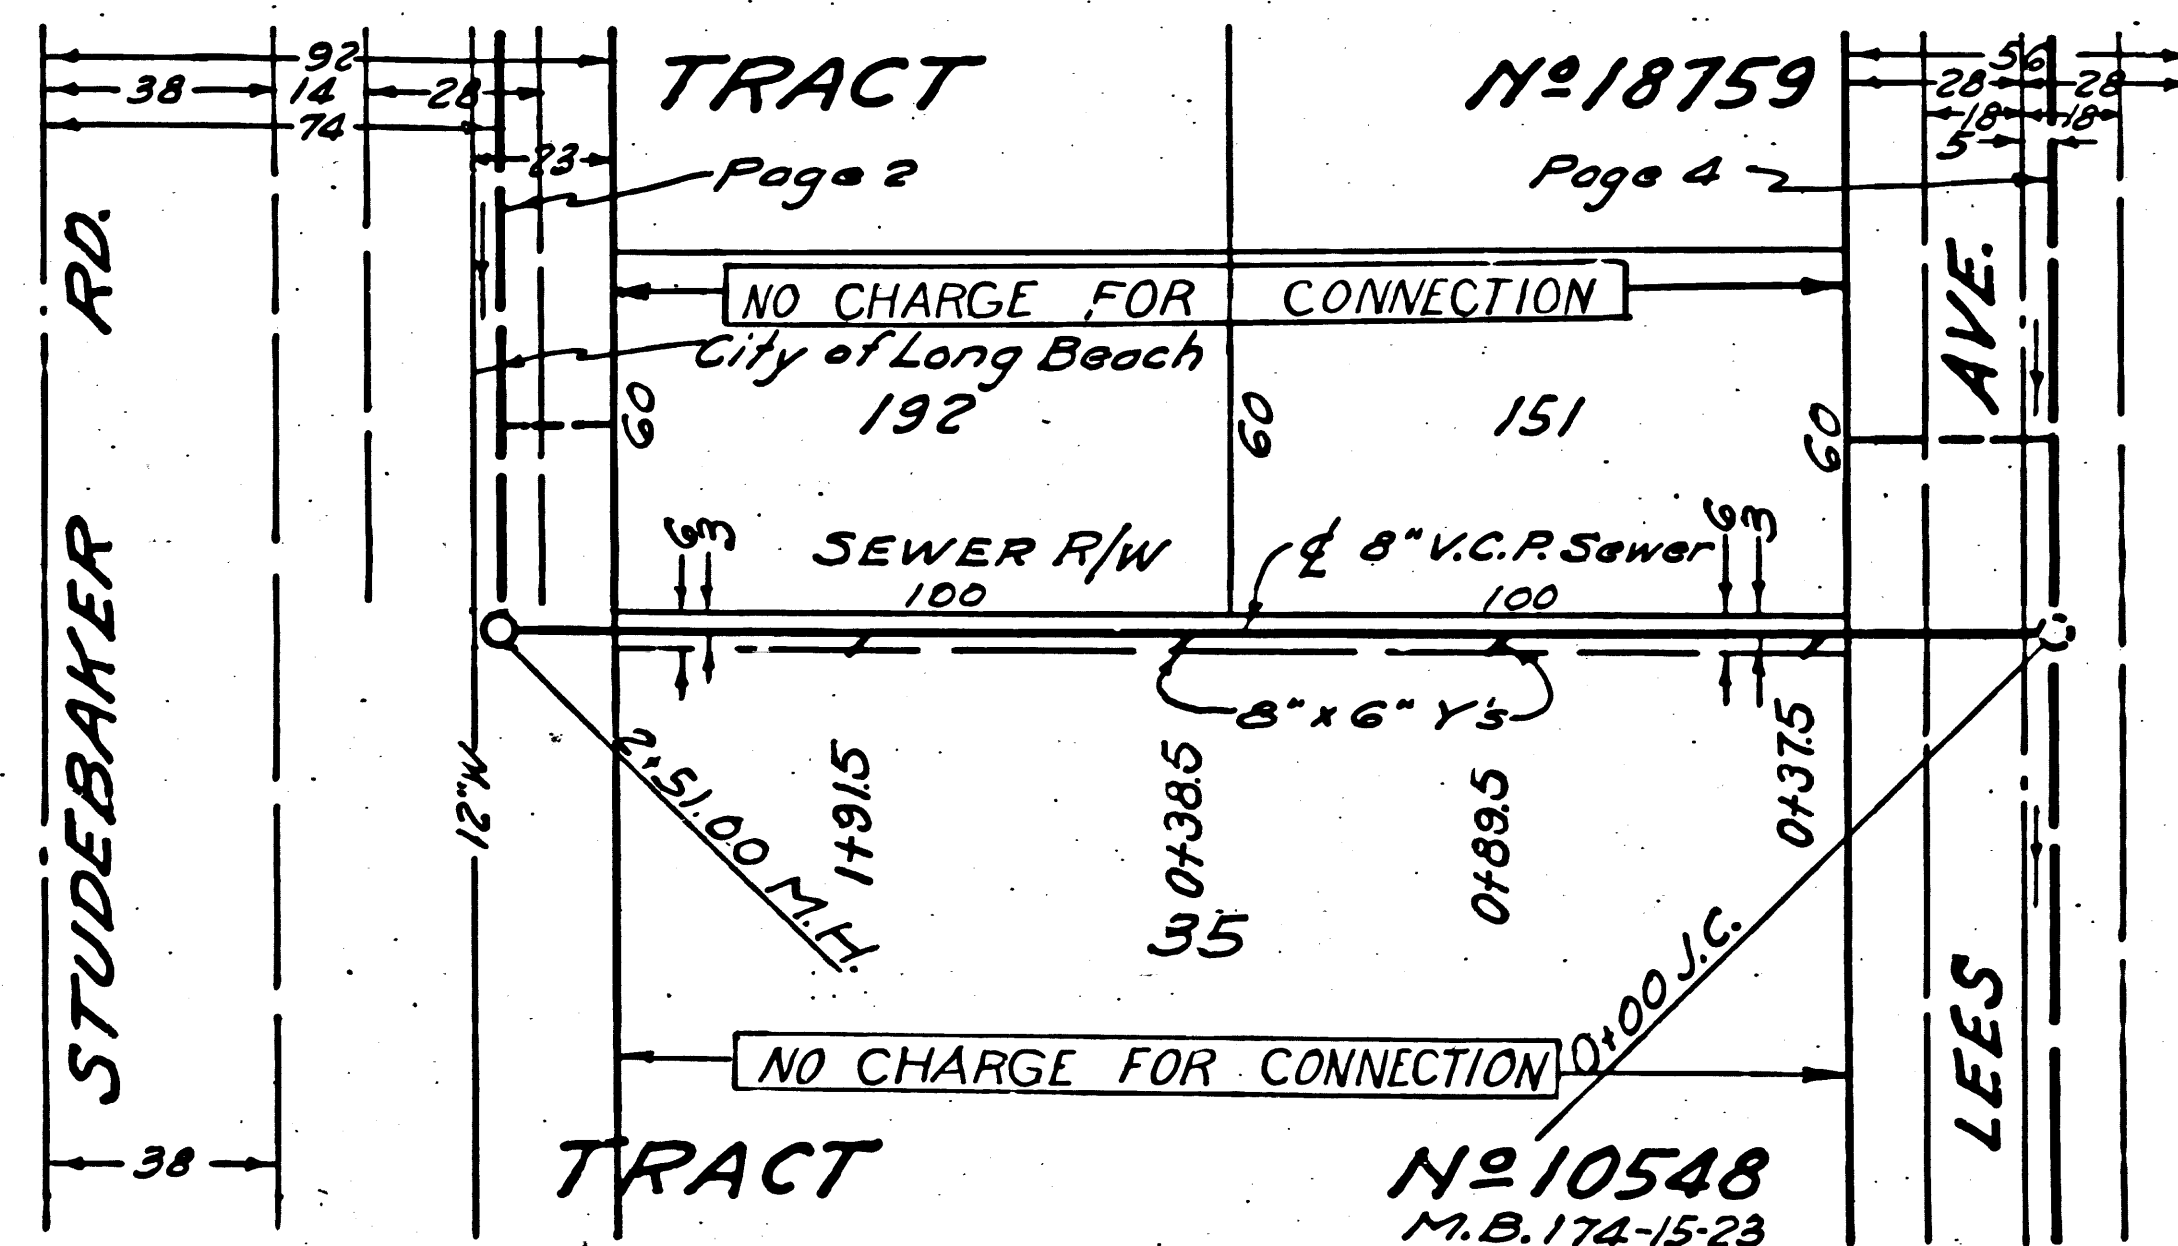 92
38 14 28
74
23
TRACT Nº 18759
56
28 28
18 18
5
Page 2
Page 4
STUDEBAKER RD.
LEES AVE.
NO CHARGE FOR CONNECTION
City of Long Beach
192
151
60
60
60
6 3
SEWER R/W
100
℄ 8" V.C.P. Sewer
100
6 3
8" x 6" Y's
12"W
2+51.00 M.H.
1+91.5
0+38.5
0+89.5
0+37.5
35
0+00 J.C.
NO CHARGE FOR CONNECTION
38
TRACT Nº 10548
M.B. 174-15-23